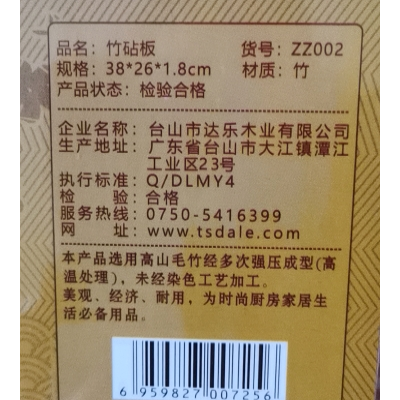 品名：竹砧板 货号：ZZ002
规格：38*26*1.8cm 材质：竹
产品状态：检验合格
企业名称：台山市达乐木业有限公司
生产地址：广东省台山市大江镇潭江
工业区23号
执行标准：Q/DLMY4
检 验：合格
服务热线：0750-5416399
网 址：www.tsdale.com
本产品选用高山毛竹经多次强压成型(高
温处理)，未经染色工艺加工。
美观、经济、耐用，为时尚厨房家居生
活必备用品。
6 959827 007256